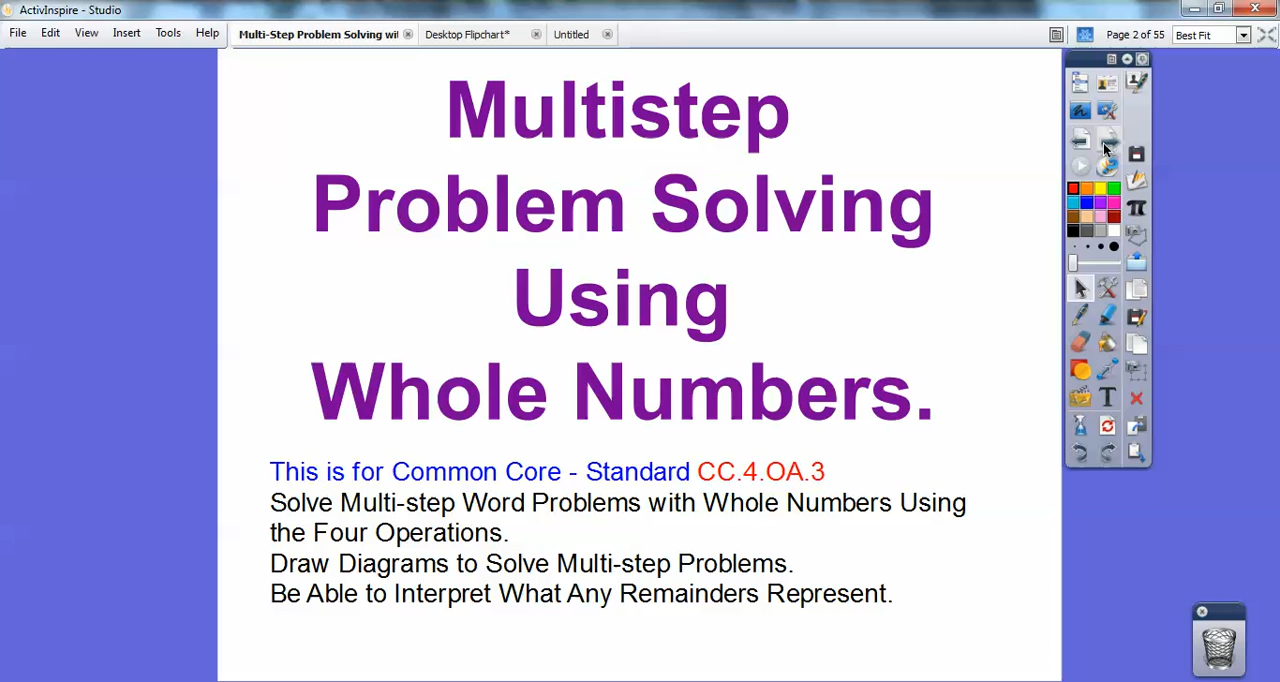 ActivInspire - Studio
File Edit View Insert Tools Help
Multi-Step Problem Solving wit
Desktop Flipchart*
Untitled
Page 2 of 55
Best Fit
Multistep
Problem Solving
Using
Whole Numbers.
This is for Common Core - Standard CC.4.OA.3
Solve Multi-step Word Problems with Whole Numbers Using
the Four Operations.
Draw Diagrams to Solve Multi-step Problems.
Be Able to Interpret What Any Remainders Represent.